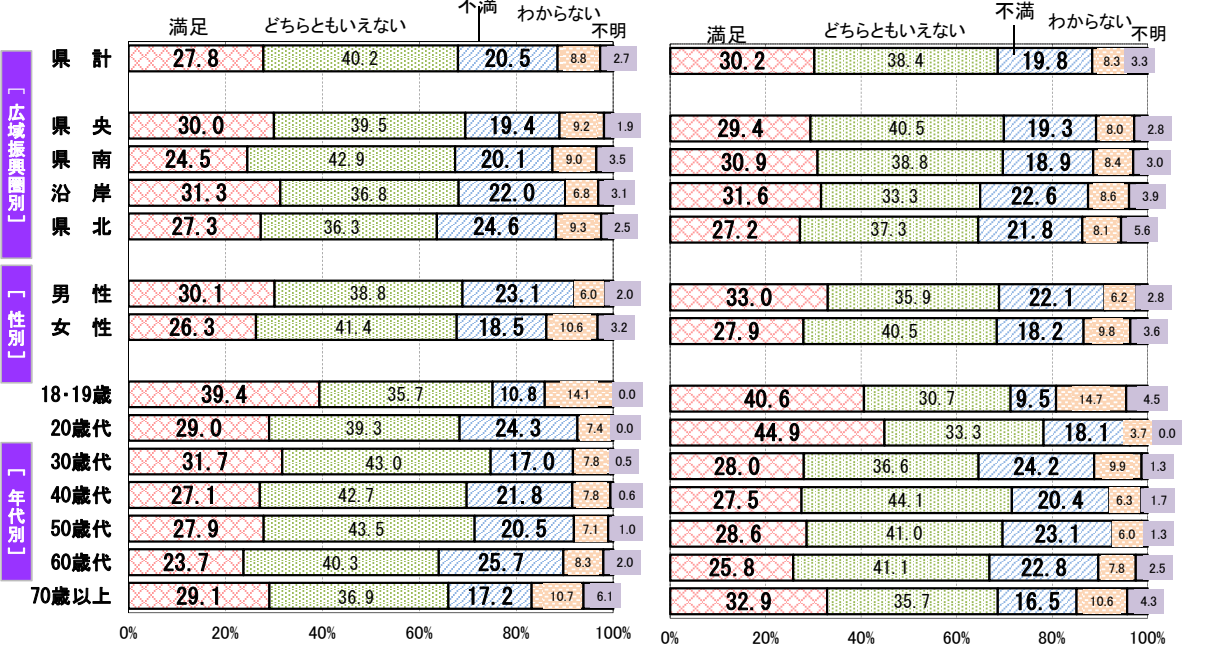 満足 どちらともいえない 不満 わからない 不明
満足 どちらともいえない 不満 わからない 不明
[広域振興圏別]
県 計 27.8 40.2 20.5 8.8 2.7 30.2 38.4 19.8 8.3 3.3
県 央 30.0 39.5 19.4 9.2 1.9 29.4 40.5 19.3 8.0 2.8
県 南 24.5 42.9 20.1 9.0 3.5 30.9 38.8 18.9 8.4 3.0
沿 岸 31.3 36.8 22.0 6.8 3.1 31.6 33.3 22.6 8.6 3.9
県 北 27.3 36.3 24.6 9.3 2.5 27.2 37.3 21.8 8.1 5.6
[性別]
男 性 30.1 38.8 23.1 6.0 2.0 33.0 35.9 22.1 6.2 2.8
女 性 26.3 41.4 18.5 10.6 3.2 27.9 40.5 18.2 9.8 3.6
[年代別]
18・19歳 39.4 35.7 10.8 14.1 0.0 40.6 30.7 9.5 14.7 4.5
20歳代 29.0 39.3 24.3 7.4 0.0 44.9 33.3 18.1 3.7 0.0
30歳代 31.7 43.0 17.0 7.8 0.5 28.0 36.6 24.2 9.9 1.3
40歳代 27.1 42.7 21.8 7.8 0.6 27.5 44.1 20.4 6.3 1.7
50歳代 27.9 43.5 20.5 7.1 1.0 28.6 41.0 23.1 6.0 1.3
60歳代 23.7 40.3 25.7 8.3 2.0 25.8 41.1 22.8 7.8 2.5
70歳以上 29.1 36.9 17.2 10.7 6.1 32.9 35.7 16.5 10.6 4.3
0% 20% 40% 60% 80% 100%
0% 20% 40% 60% 80% 100%